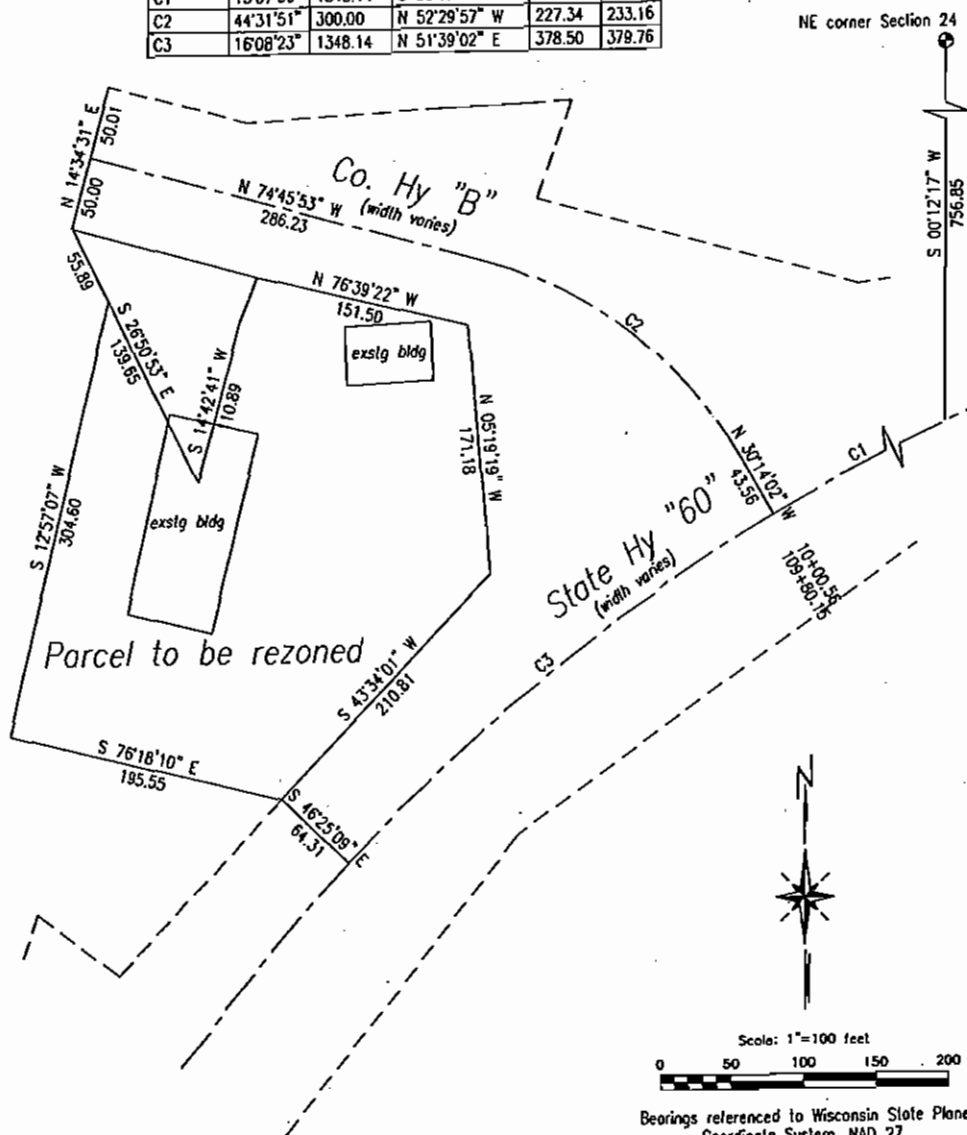 C2 44°31'51" 300.00 N 52°29'57" W 227.34 233.16
C3 16°08'23" 1348.14 N 51°39'02" E 378.50 379.76
NE corner Section 24
S 00°12'17" W
756.85
N 14°34'31" E
50.01
50.00
Co. Hy "B"
(width varies)
N 74°45'53" W
286.23
55.89
S 26°50'53" E
139.65
N 76°39'22" W
151.50
exstg bldg
S 14°42'41" W
10.89
C2
N 05°19'19" W
171.18
N 30°14'02" W
43.56
C1
State Hy "60"
(width varies)
10+00.56
109+80.15
S 12°57'07" W
304.60
exstg bldg
Parcel to be rezoned
C3
S 43°34'01" W
210.81
S 76°18'10" E
195.55
S 46°25'09" E
64.31
N
Scale: 1"=100 feet
0 50 100 150 200
Bearings referenced to Wisconsin State Plane
Coordinate System, NAD 27